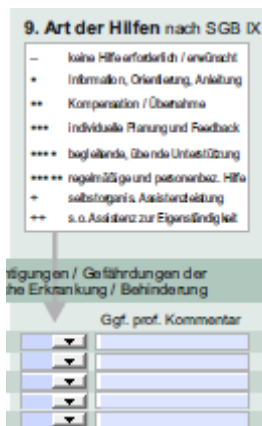 9. Art der Hilfen nach SGB IX
– keine Hilfe erforderlich / erwünscht
* Information, Orientierung, Anleitung
** Kompensation / Übernahme
*** individuelle Planung und Feedback
**** begleitende, übende Unterstützung
***** regelmäßige und personenbez. Hilfe
+ selbstorganis. Assistenzleistung
++ s.o. Assistenz zur Eigenständigkeit
htigungen / Gefährdungen der
he Erkrankung / Behinderung
Ggf. prof. Kommentar